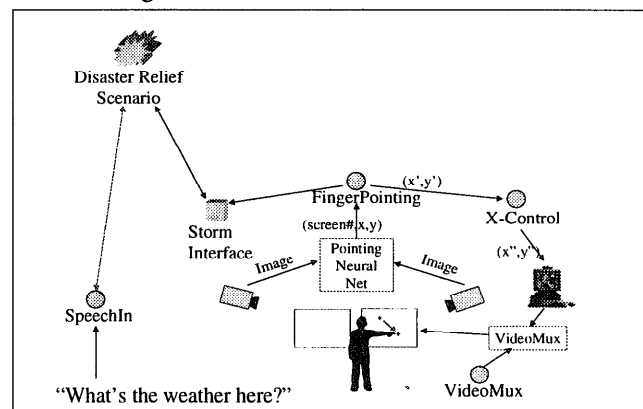 Disaster Relief
Scenario
FingerPointing
(x',y')
X-Control
Storm
Interface
(screen#,x,y)
(x'',y'')
Pointing
Neural
Net
Image
Image
SpeechIn
VideoMux
VideoMux
“What's the weather here?”